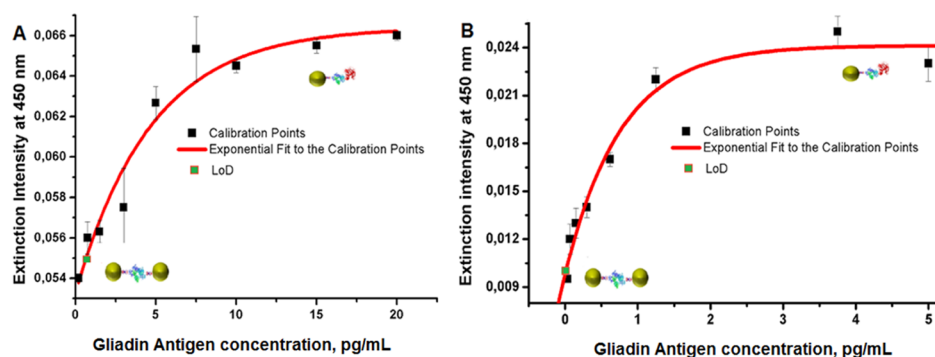 A
Extinction Intensity at 450 nm
0,066
0,064
0,062
0,060
0,058
0,056
0,054
Calibration Points
Exponential Fit to the Calibration Points
LoD
0 5 10 15 20
Gliadin Antigen concentration, pg/mL
B
Extinction intensity at 450 nm
0,024
0,021
0,018
0,015
0,012
0,009
Calibration Points
Exponential Fit to the Calibration Points
LoD
0 1 2 3 4 5
Gliadin Antigen concentration, pg/mL